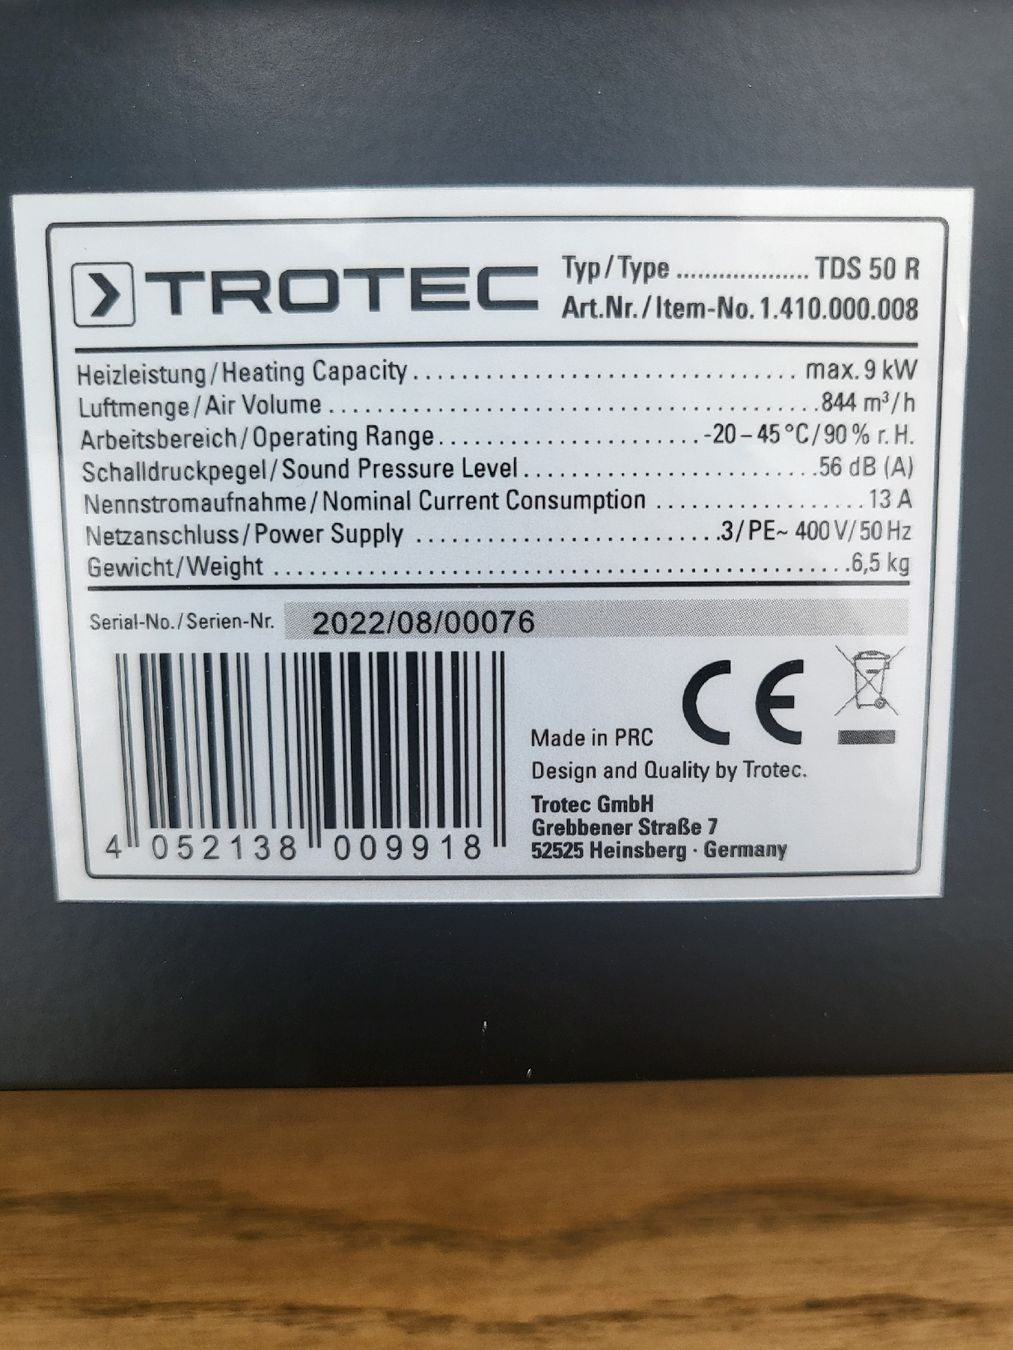 TROTEC
Typ/Type ................... TDS 50 R
Art.Nr./Item-No. 1.410.000.008
Heizleistung/Heating Capacity ................................ max. 9 kW
Luftmenge/Air Volume .......................................... 844 m³/h
Arbeitsbereich/Operating Range ......................... -20 – 45 °C/90 % r. H.
Schalldruckpegel/Sound Pressure Level ......................... 56 dB (A)
Nennstromaufnahme/Nominal Current Consumption ................. 13 A
Netzanschluss/Power Supply ............................ 3/PE~ 400 V/50 Hz
Gewicht/Weight ................................................. 6,5 kg
Serial-No./Serien-Nr. 2022/08/00076
4 052138 009918
CE
Made in PRC
Design and Quality by Trotec.
Trotec GmbH
Grebbener Straße 7
52525 Heinsberg · Germany